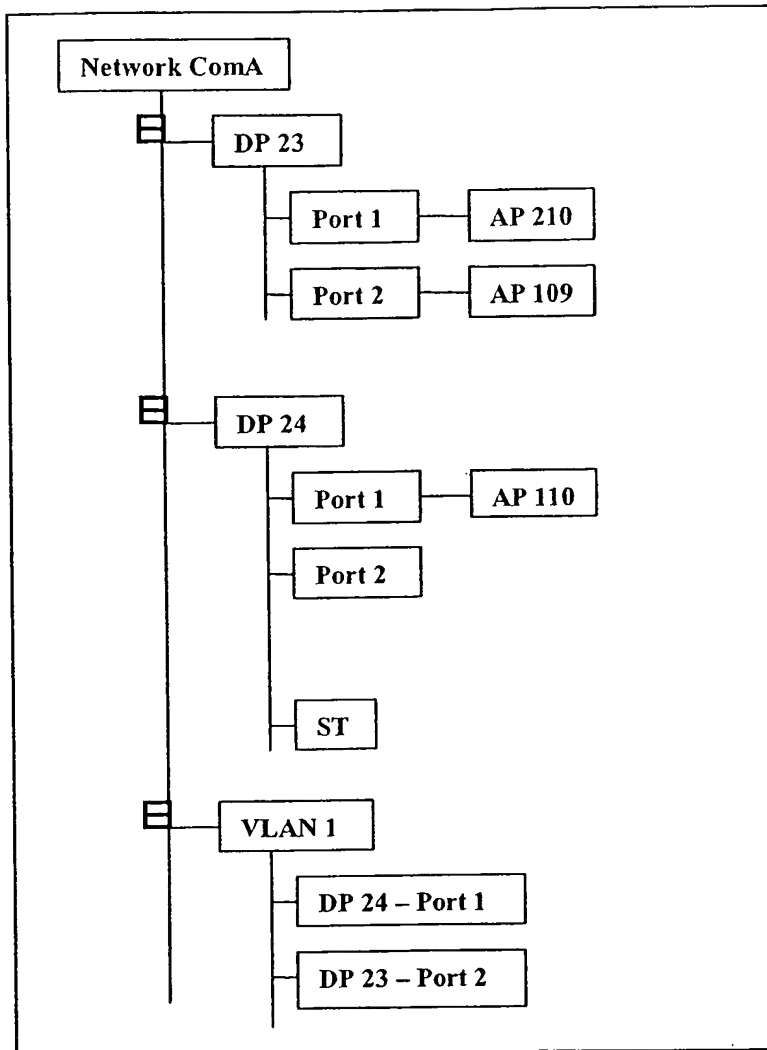 Network ComA
DP 23
Port 1
AP 210
Port 2
AP 109
DP 24
Port 1
AP 110
Port 2
ST
VLAN 1
DP 24 – Port 1
DP 23 – Port 2